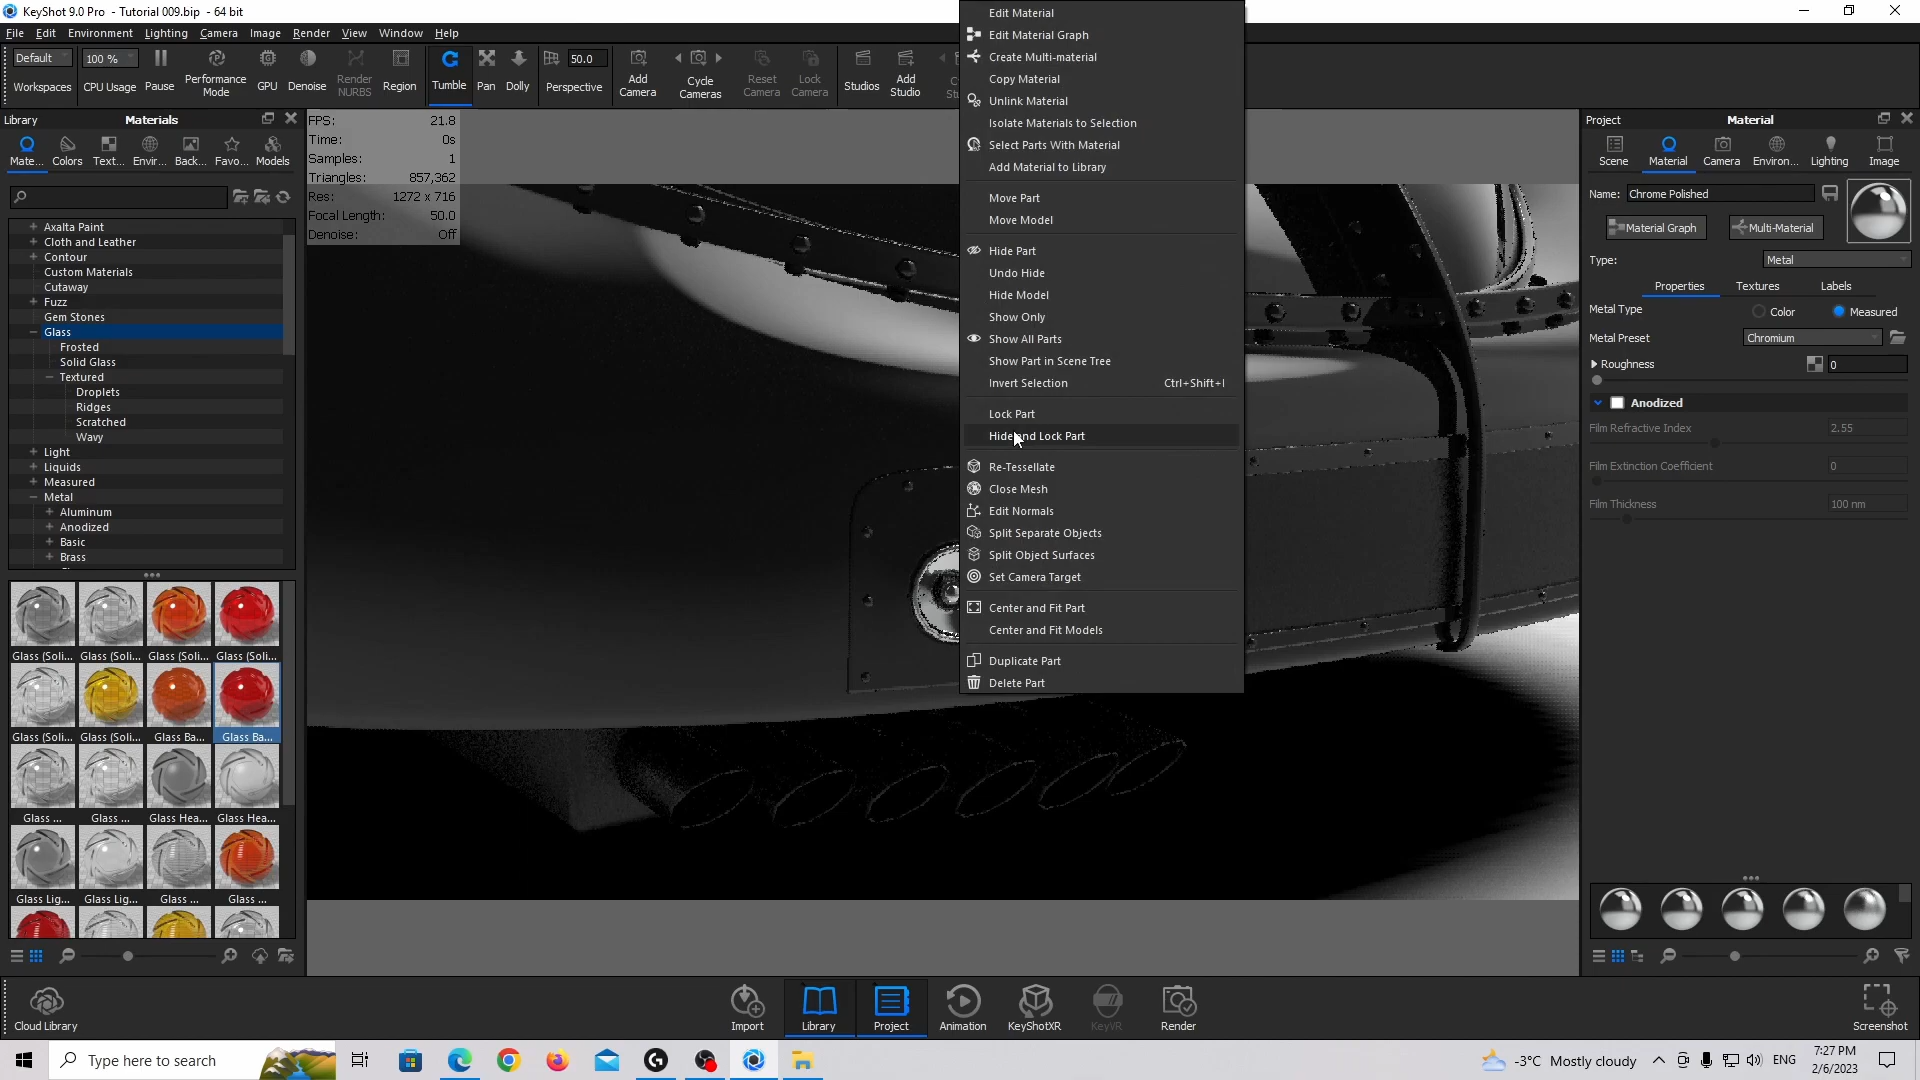 KeyShot 9.0 Pro - Tutorial 009.bip - 64 bit
File Edit Environment Lighting Camera Image Render View Window Help
Default
Workspaces
100 %
CPU Usage
Pause
Performance Mode
GPU
Denoise
Render NURBS
Region
Tumble
Pan
Dolly
50.0
Perspective
Add Camera
Cycle Cameras
Reset Camera
Lock Camera
Studios
Add Studio
Library
Materials
Mate... Colors Text... Envir... Back... Favo... Models
Axalta Paint
Cloth and Leather
Contour
Custom Materials
Cutaway
Fuzz
Gem Stones
Glass
Frosted
Solid Glass
Textured
Droplets
Ridges
Scratched
Wavy
Light
Liquids
Measured
Metal
Aluminum
Anodized
Basic
Brass
Glass (Soli... Glass (Soli... Glass (Soli... Glass (Soli...
Glass (Soli... Glass (Soli... Glass Ba... Glass Ba...
Glass ... Glass ... Glass Hea... Glass Hea...
Glass Lig... Glass Lig... Glass ... Glass ...
FPS: 21.8
Time: 0s
Samples: 1
Triangles: 857,362
Res: 1272 x 716
Focal Length: 50.0
Denoise: Off
Edit Material
Edit Material Graph
Create Multi-material
Copy Material
Unlink Material
Isolate Materials to Selection
Select Parts With Material
Add Material to Library
Move Part
Move Model
Hide Part
Undo Hide
Hide Model
Show Only
Show All Parts
Show Part in Scene Tree
Invert Selection Ctrl+Shift+I
Lock Part
Hide and Lock Part
Re-Tessellate
Close Mesh
Edit Normals
Split Separate Objects
Split Object Surfaces
Set Camera Target
Center and Fit Part
Center and Fit Models
Duplicate Part
Delete Part
Project
Material
Scene Material Camera Environ... Lighting Image
Name: Chrome Polished
Material Graph
Multi-Material
Type: Metal
Properties Textures Labels
Metal Type Color Measured
Metal Preset Chromium
Roughness 0
Anodized
Film Refractive Index 2.55
Film Extinction Coefficient 0
Film Thickness 100 nm
Cloud Library
Import
Library
Project
Animation
KeyShotXR
KeyVR
Render
Screenshot
Type here to search
-3°C Mostly cloudy
ENG
7:27 PM
2/6/2023